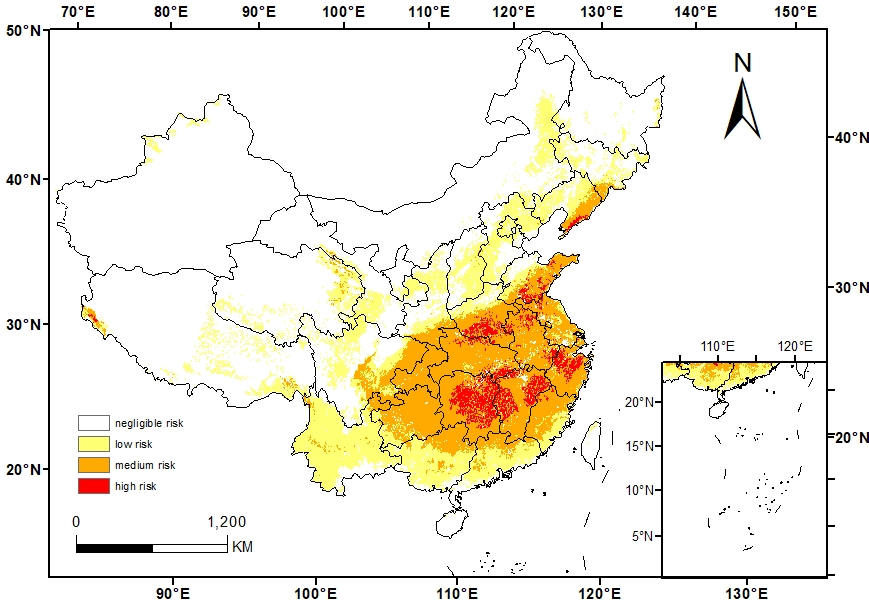 70°E 80°E 90°E 100°E 110°E 120°E 130°E 140°E 150°E
50°N
N
40°N
40°N
30°N
30°N
110°E 120°E
20°N
negligible risk
20°N
low risk
15°N
medium risk
20°N
high risk
10°N
0 1,200
5°N
KM
90°E 100°E 110°E 120°E 130°E